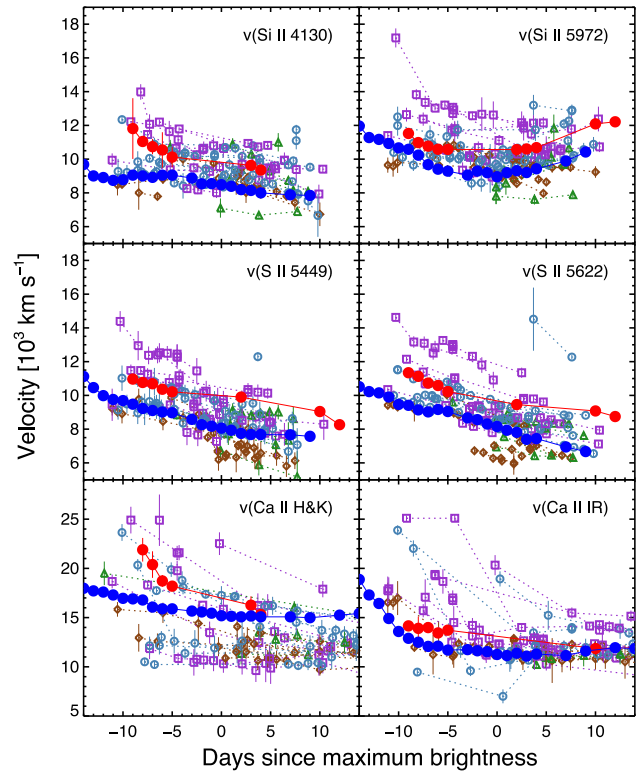 v(Si II 4130)
v(Si II 5972)
18
16
14
12
10
8
6
v(S II 5449)
v(S II 5622)
18
16
14
12
10
8
6
v(Ca II H&K)
v(Ca II IR)
25
20
15
10
5
Velocity [10³ km s⁻¹]
−10 −5 0 5 10
−10 −5 0 5 10
Days since maximum brightness